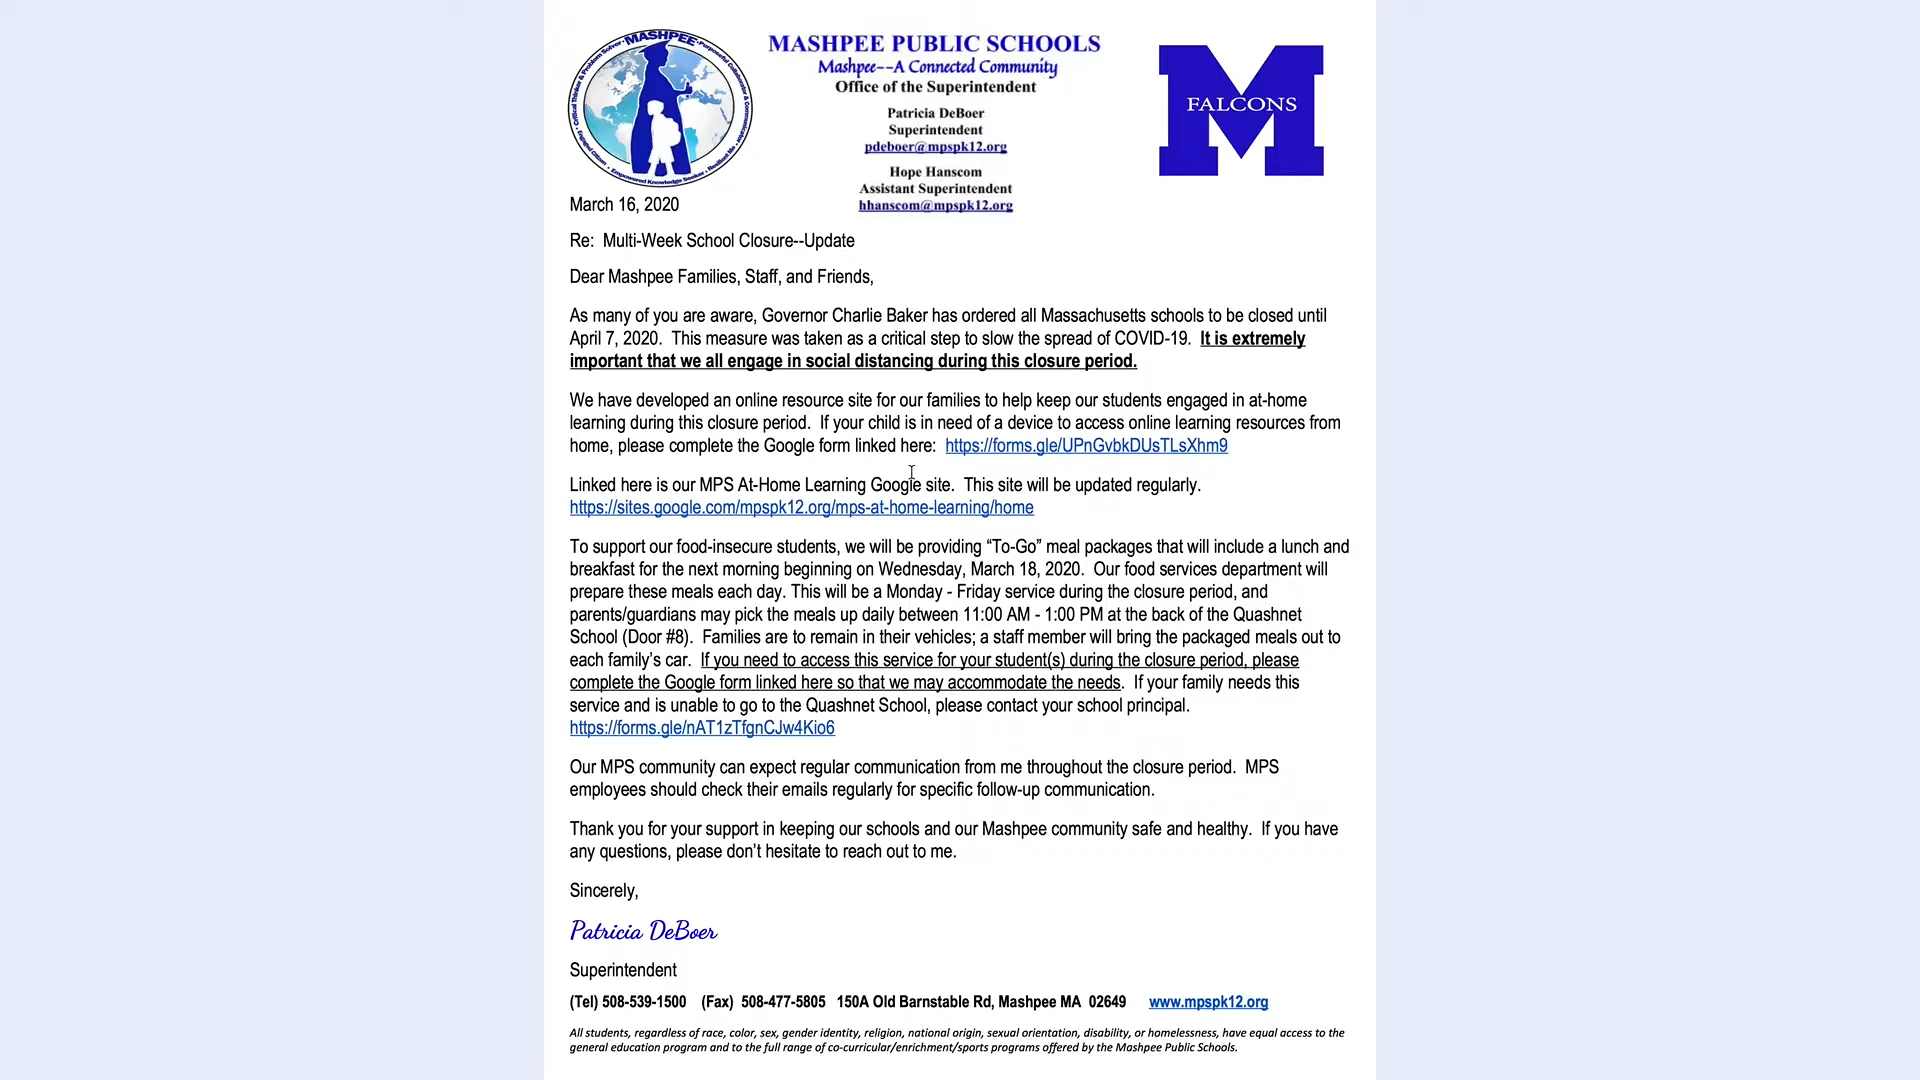 MASHPEE
Critical Thinker & Problem Solver
Engaged Citizen • Empowered Knowledge Seeker •
MASHPEE PUBLIC SCHOOLS
Mashpee--A Connected Community
Office of the Superintendent
Patricia DeBoer
Superintendent
pdeboer@mpspk12.org
Hope Hanscom
Assistant Superintendent
hhanscom@mpspk12.org
FALCONS
March 16, 2020
Re: Multi-Week School Closure--Update
Dear Mashpee Families, Staff, and Friends,
As many of you are aware, Governor Charlie Baker has ordered all Massachusetts schools to be closed until
April 7, 2020. This measure was taken as a critical step to slow the spread of COVID-19. It is extremely
important that we all engage in social distancing during this closure period.
We have developed an online resource site for our families to help keep our students engaged in at-home
learning during this closure period. If your child is in need of a device to access online learning resources from
home, please complete the Google form linked here: https://forms.gle/UPnGvbkDUsTLsXhm9
Linked here is our MPS At-Home Learning Google site. This site will be updated regularly.
https://sites.google.com/mpspk12.org/mps-at-home-learning/home
To support our food-insecure students, we will be providing “To-Go” meal packages that will include a lunch and
breakfast for the next morning beginning on Wednesday, March 18, 2020. Our food services department will
prepare these meals each day. This will be a Monday - Friday service during the closure period, and
parents/guardians may pick the meals up daily between 11:00 AM - 1:00 PM at the back of the Quashnet
School (Door #8). Families are to remain in their vehicles; a staff member will bring the packaged meals out to
each family’s car. If you need to access this service for your student(s) during the closure period, please
complete the Google form linked here so that we may accommodate the needs. If your family needs this
service and is unable to go to the Quashnet School, please contact your school principal.
https://forms.gle/nAT1zTfgnCJw4Kio6
Our MPS community can expect regular communication from me throughout the closure period. MPS
employees should check their emails regularly for specific follow-up communication.
Thank you for your support in keeping our schools and our Mashpee community safe and healthy. If you have
any questions, please don’t hesitate to reach out to me.
Sincerely,
Patricia DeBoer
Superintendent
(Tel) 508-539-1500 (Fax) 508-477-5805 150A Old Barnstable Rd, Mashpee MA 02649 www.mpspk12.org
All students, regardless of race, color, sex, gender identity, religion, national origin, sexual orientation, disability, or homelessness, have equal access to the
general education program and to the full range of co-curricular/enrichment/sports programs offered by the Mashpee Public Schools.